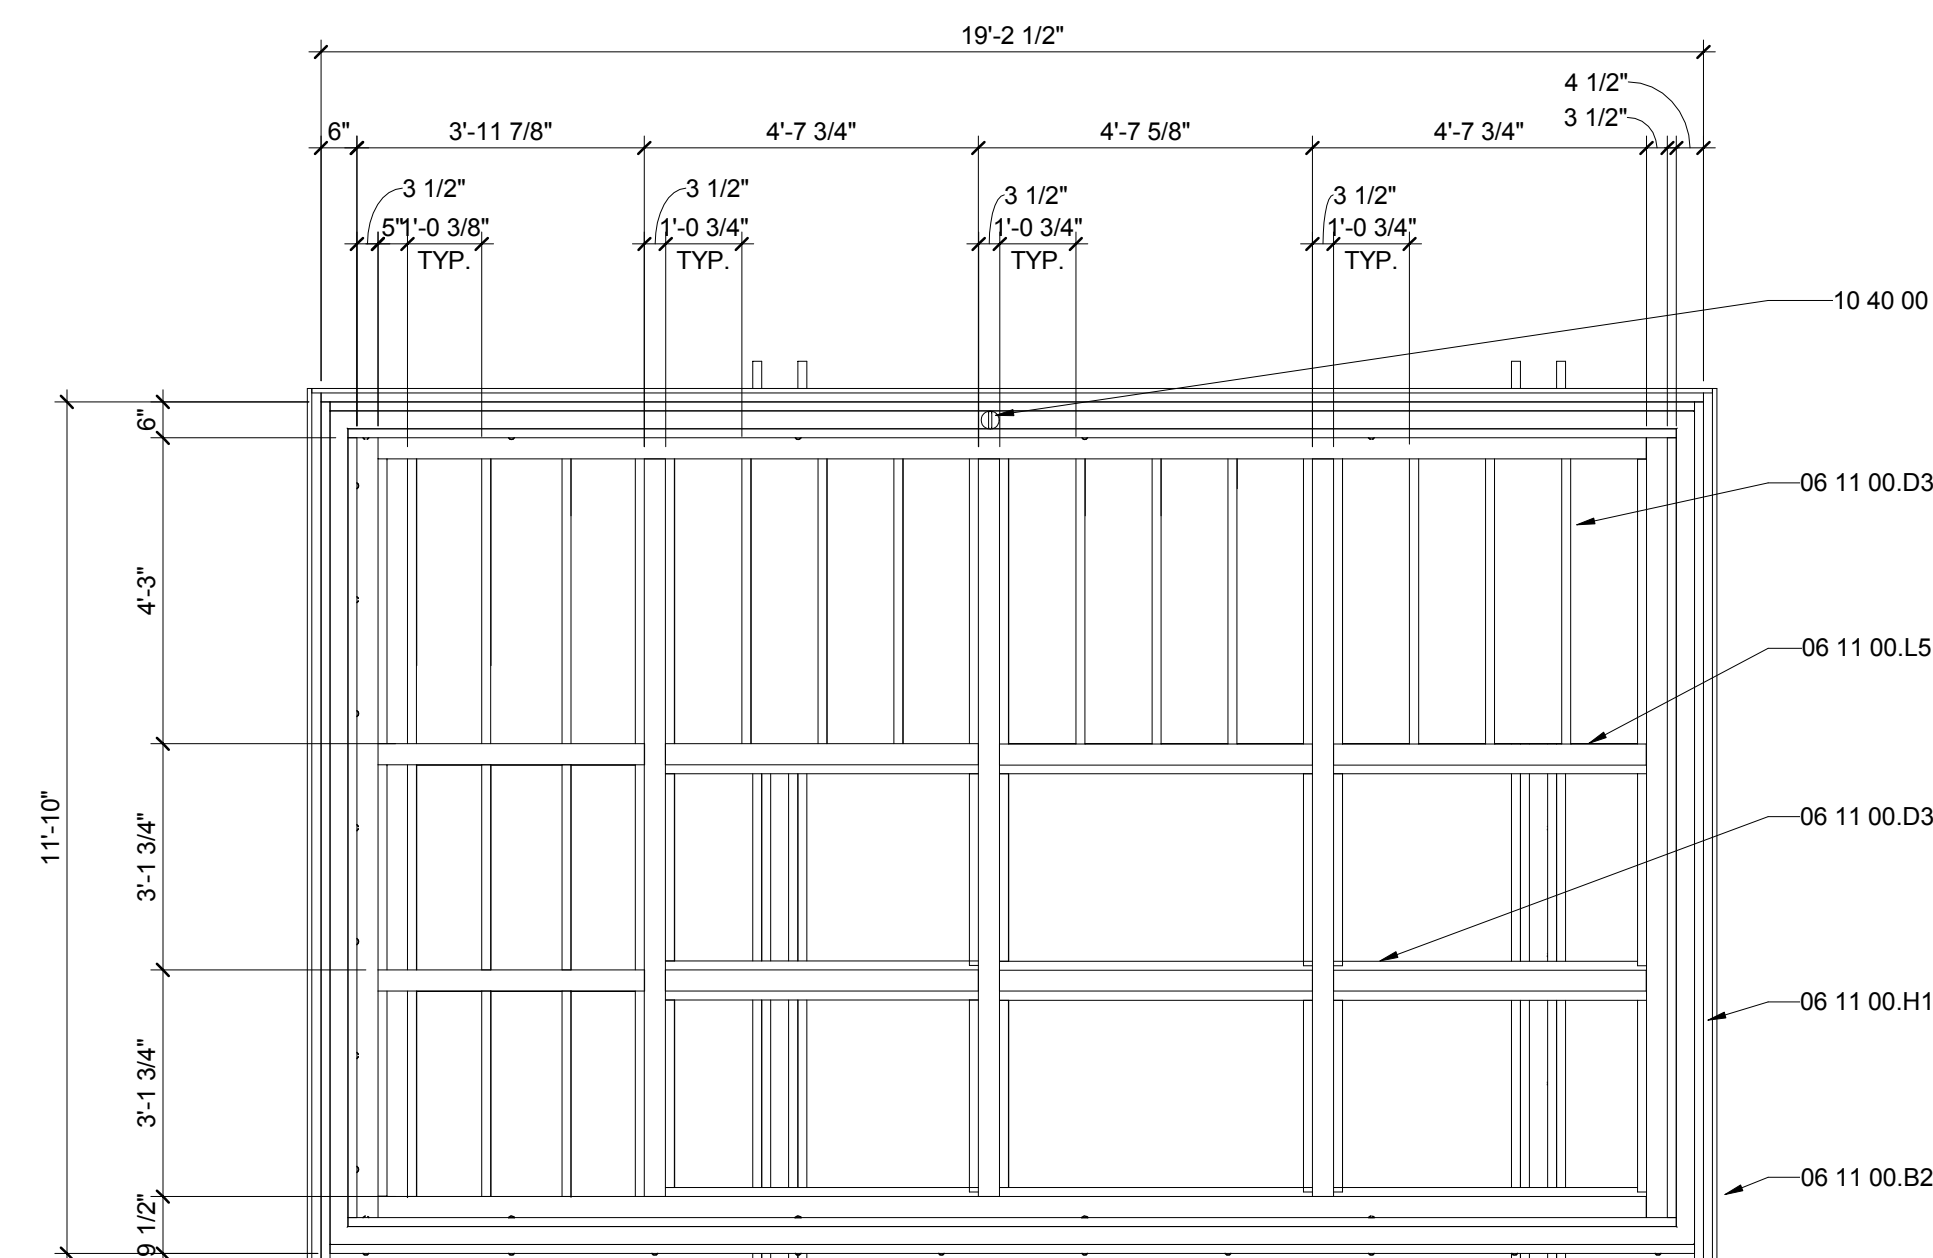 19'-2 1/2"
4 1/2"
3 1/2"
6"
3'-11 7/8"
4'-7 3/4"
4'-7 5/8"
4'-7 3/4"
3 1/2"
3 1/2"
3 1/2"
3 1/2"
5"
1'-0 3/8"
TYP.
1'-0 3/4"
TYP.
1'-0 3/4"
TYP.
1'-0 3/4"
TYP.
10 40 00
6"
06 11 00.D3
4'-3"
06 11 00.L5
11'-10"
3'-1 3/4"
06 11 00.D3
06 11 00.H1
3'-1 3/4"
06 11 00.B2
9 1/2"